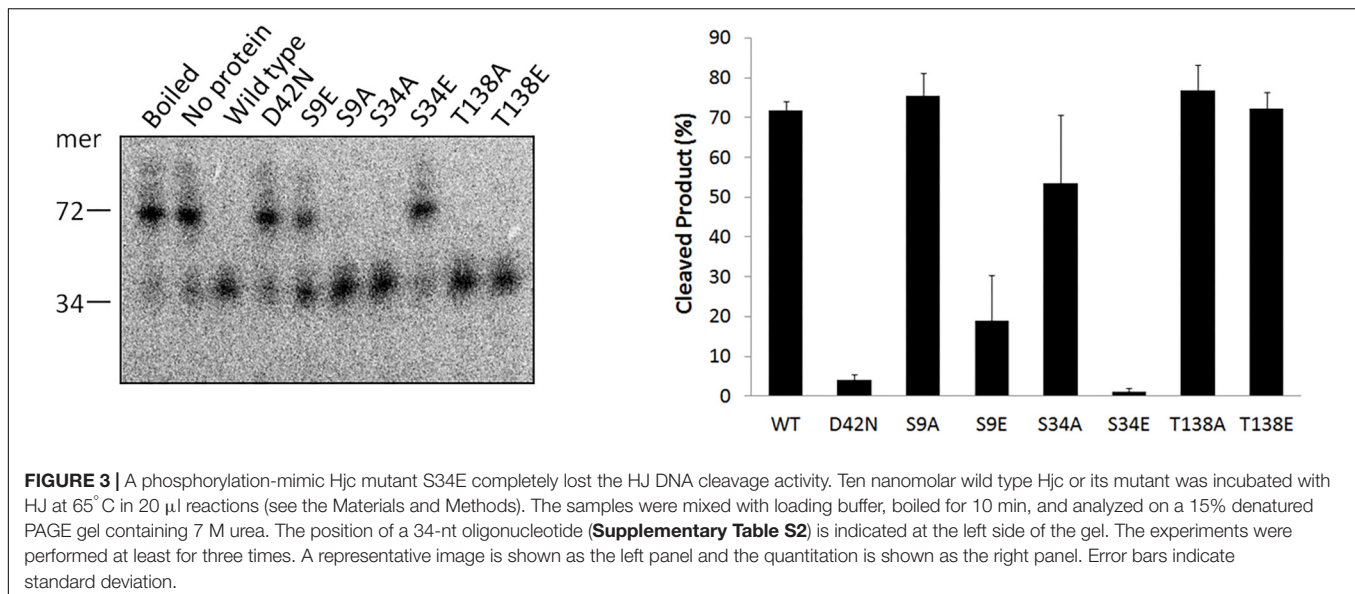 Boiled
No protein
Wild type
D42N
S9E
S9A
S34A
S34E
T138A
T138E
mer
72
34
90
80
70
60
50
40
30
20
10
0
Cleaved Product (%)
WT D42N S9A S9E S34A S34E T138A T138E
FIGURE 3 | A phosphorylation-mimic Hjc mutant S34E completely lost the HJ DNA cleavage activity. Ten nanomolar wild type Hjc or its mutant was incubated with
HJ at 65°C in 20 μl reactions (see the Materials and Methods). The samples were mixed with loading buffer, boiled for 10 min, and analyzed on a 15% denatured
PAGE gel containing 7 M urea. The position of a 34-nt oligonucleotide (Supplementary Table S2) is indicated at the left side of the gel. The experiments were
performed at least for three times. A representative image is shown as the left panel and the quantitation is shown as the right panel. Error bars indicate
standard deviation.